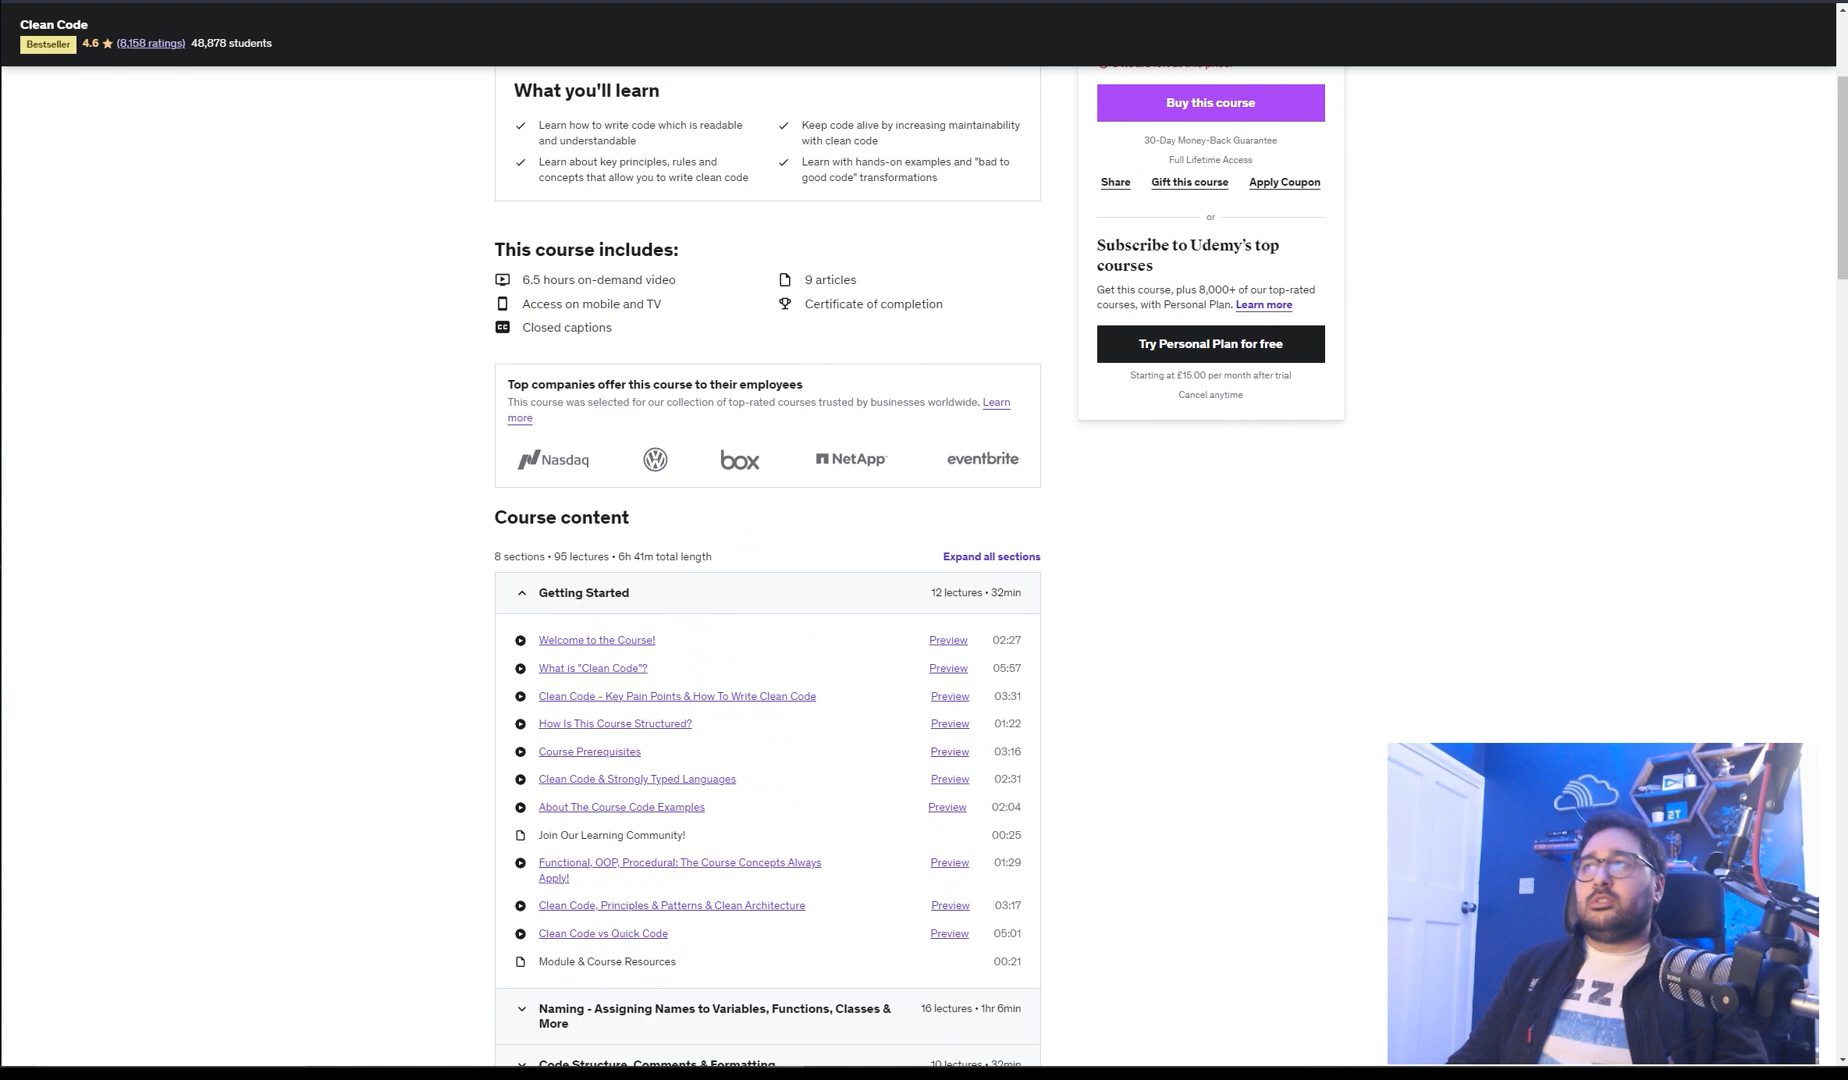 Clean Code
Bestseller 4.6 (8,158 ratings) 48,878 students
What you'll learn
Learn how to write code which is readable
and understandable
Keep code alive by increasing maintainability
with clean code
Learn about key principles, rules and
concepts that allow you to write clean code
Learn with hands-on examples and "bad to
good code" transformations
Buy this course
30-Day Money-Back Guarantee
Full Lifetime Access
Share Gift this course Apply Coupon
or
Subscribe to Udemy's top
courses
Get this course, plus 8,000+ of our top-rated
courses, with Personal Plan. Learn more
Try Personal Plan for free
Starting at £15.00 per month after trial
Cancel anytime
This course includes:
6.5 hours on-demand video
9 articles
Access on mobile and TV
Certificate of completion
Closed captions
Top companies offer this course to their employees
This course was selected for our collection of top-rated courses trusted by businesses worldwide. Learn
more
Nasdaq box NetApp eventbrite
Course content
8 sections • 95 lectures • 6h 41m total length
Expand all sections
Getting Started 12 lectures • 32min
Welcome to the Course! Preview 02:27
What is "Clean Code"? Preview 05:57
Clean Code - Key Pain Points & How To Write Clean Code Preview 03:31
How Is This Course Structured? Preview 01:22
Course Prerequisites Preview 03:16
Clean Code & Strongly Typed Languages Preview 02:31
About The Course Code Examples Preview 02:04
Join Our Learning Community! 00:25
Functional, OOP, Procedural: The Course Concepts Always Preview 01:29
Apply!
Clean Code, Principles & Patterns & Clean Architecture Preview 03:17
Clean Code vs Quick Code Preview 05:01
Module & Course Resources 00:21
Naming - Assigning Names to Variables, Functions, Classes & 16 lectures • 1hr 6min
More
Code Structure, Comments & Formatting 10 lectures • 32min